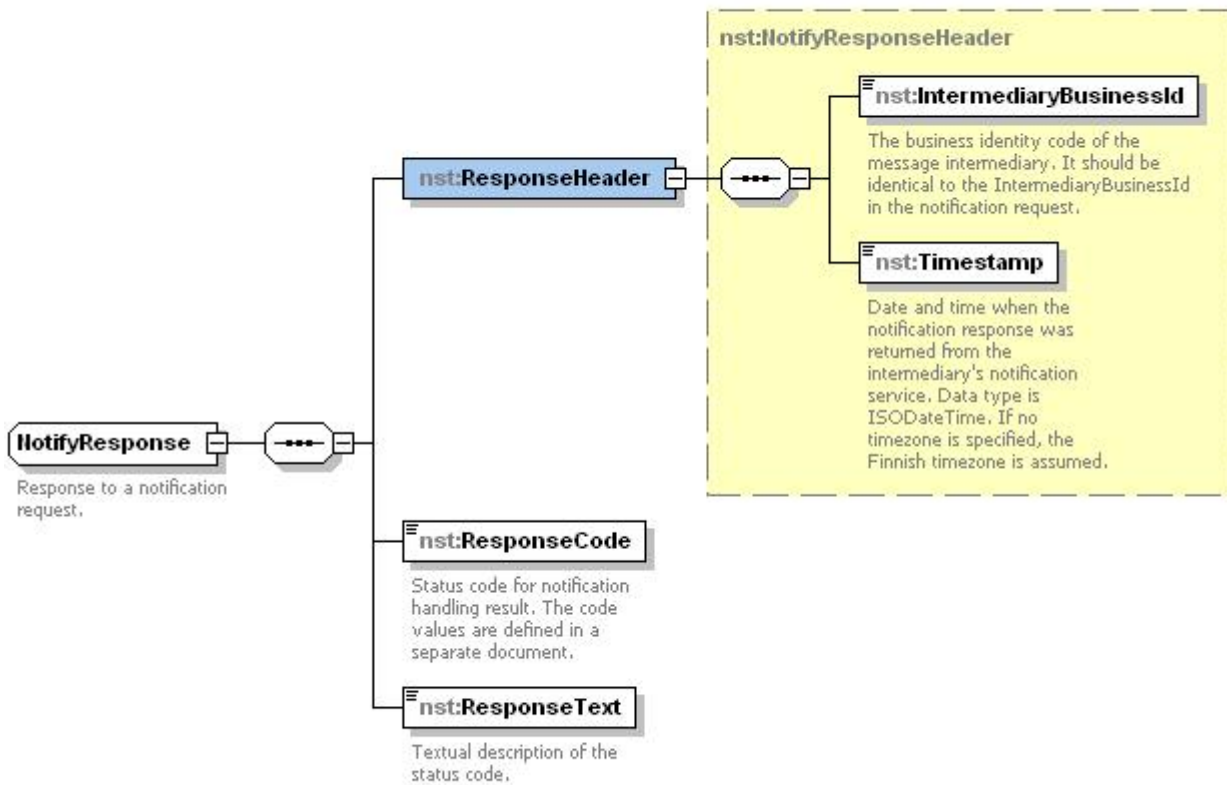 nst:NotifyResponseHeader
nst:IntermediaryBusinessId
The business identity code of the
message intermediary. It should be
identical to the IntermediaryBusinessId
in the notification request.
nst:ResponseHeader
nst:Timestamp
Date and time when the
notification response was
returned from the
intermediary's notification
service. Data type is
ISODateTime. If no
timezone is specified, the
Finnish timezone is assumed.
NotifyResponse
Response to a notification
request.
nst:ResponseCode
Status code for notification
handling result. The code
values are defined in a
separate document.
nst:ResponseText
Textual description of the
status code.